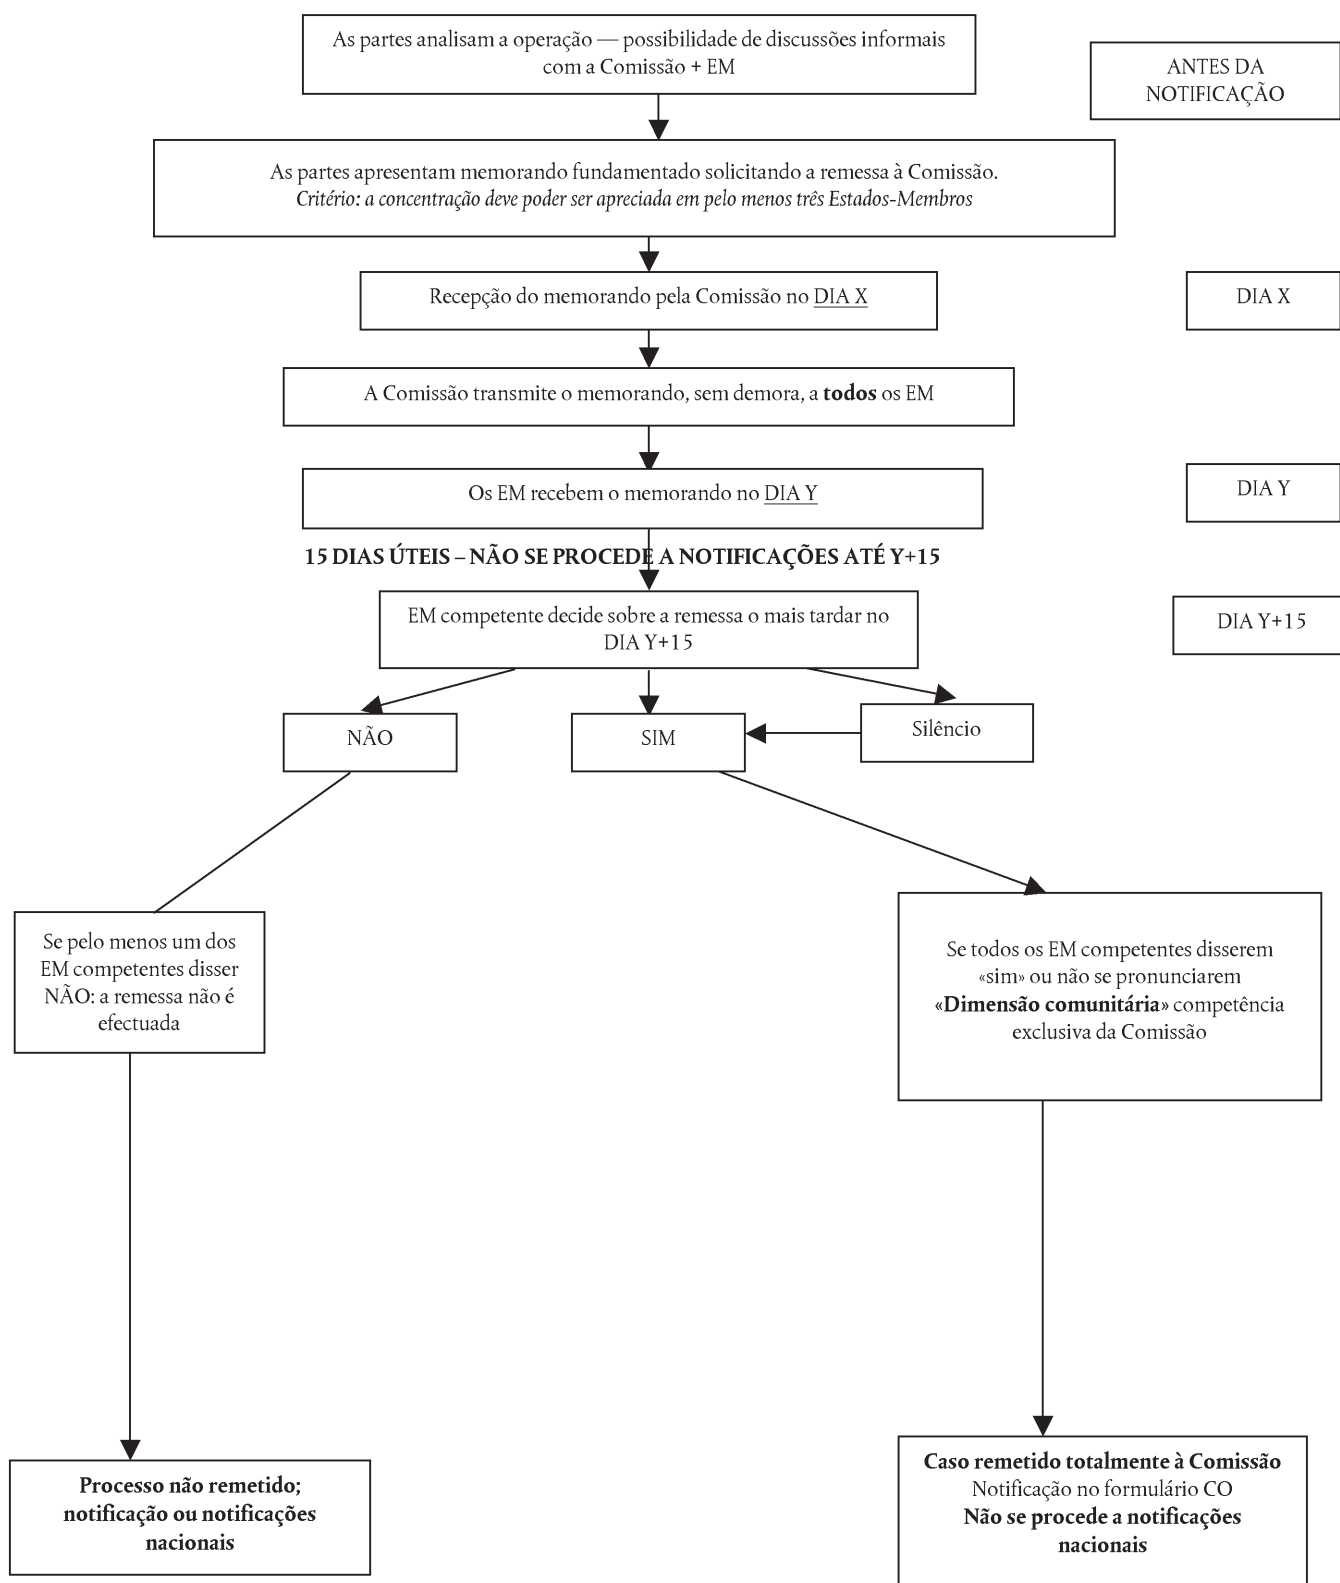 As partes analisam a operação — possibilidade de discussões informais
com a Comissão + EM
ANTES DA
NOTIFICAÇÃO
As partes apresentam memorando fundamentado solicitando a remessa à Comissão.
Critério: a concentração deve poder ser apreciada em pelo menos três Estados-Membros
Recepção do memorando pela Comissão no DIA X
DIA X
A Comissão transmite o memorando, sem demora, a todos os EM
Os EM recebem o memorando no DIA Y
DIA Y
15 DIAS ÚTEIS – NÃO SE PROCEDE A NOTIFICAÇÕES ATÉ Y+15
EM competente decide sobre a remessa o mais tardar no
DIA Y+15
DIA Y+15
NÃO
SIM
Silêncio
Se pelo menos um dos
EM competentes disser
NÃO: a remessa não é
efectuada
Se todos os EM competentes disserem
«sim» ou não se pronunciarem
«Dimensão comunitária» competência
exclusiva da Comissão
Processo não remetido;
notificação ou notificações
nacionais
Caso remetido totalmente à Comissão
Notificação no formulário CO
Não se procede a notificações
nacionais